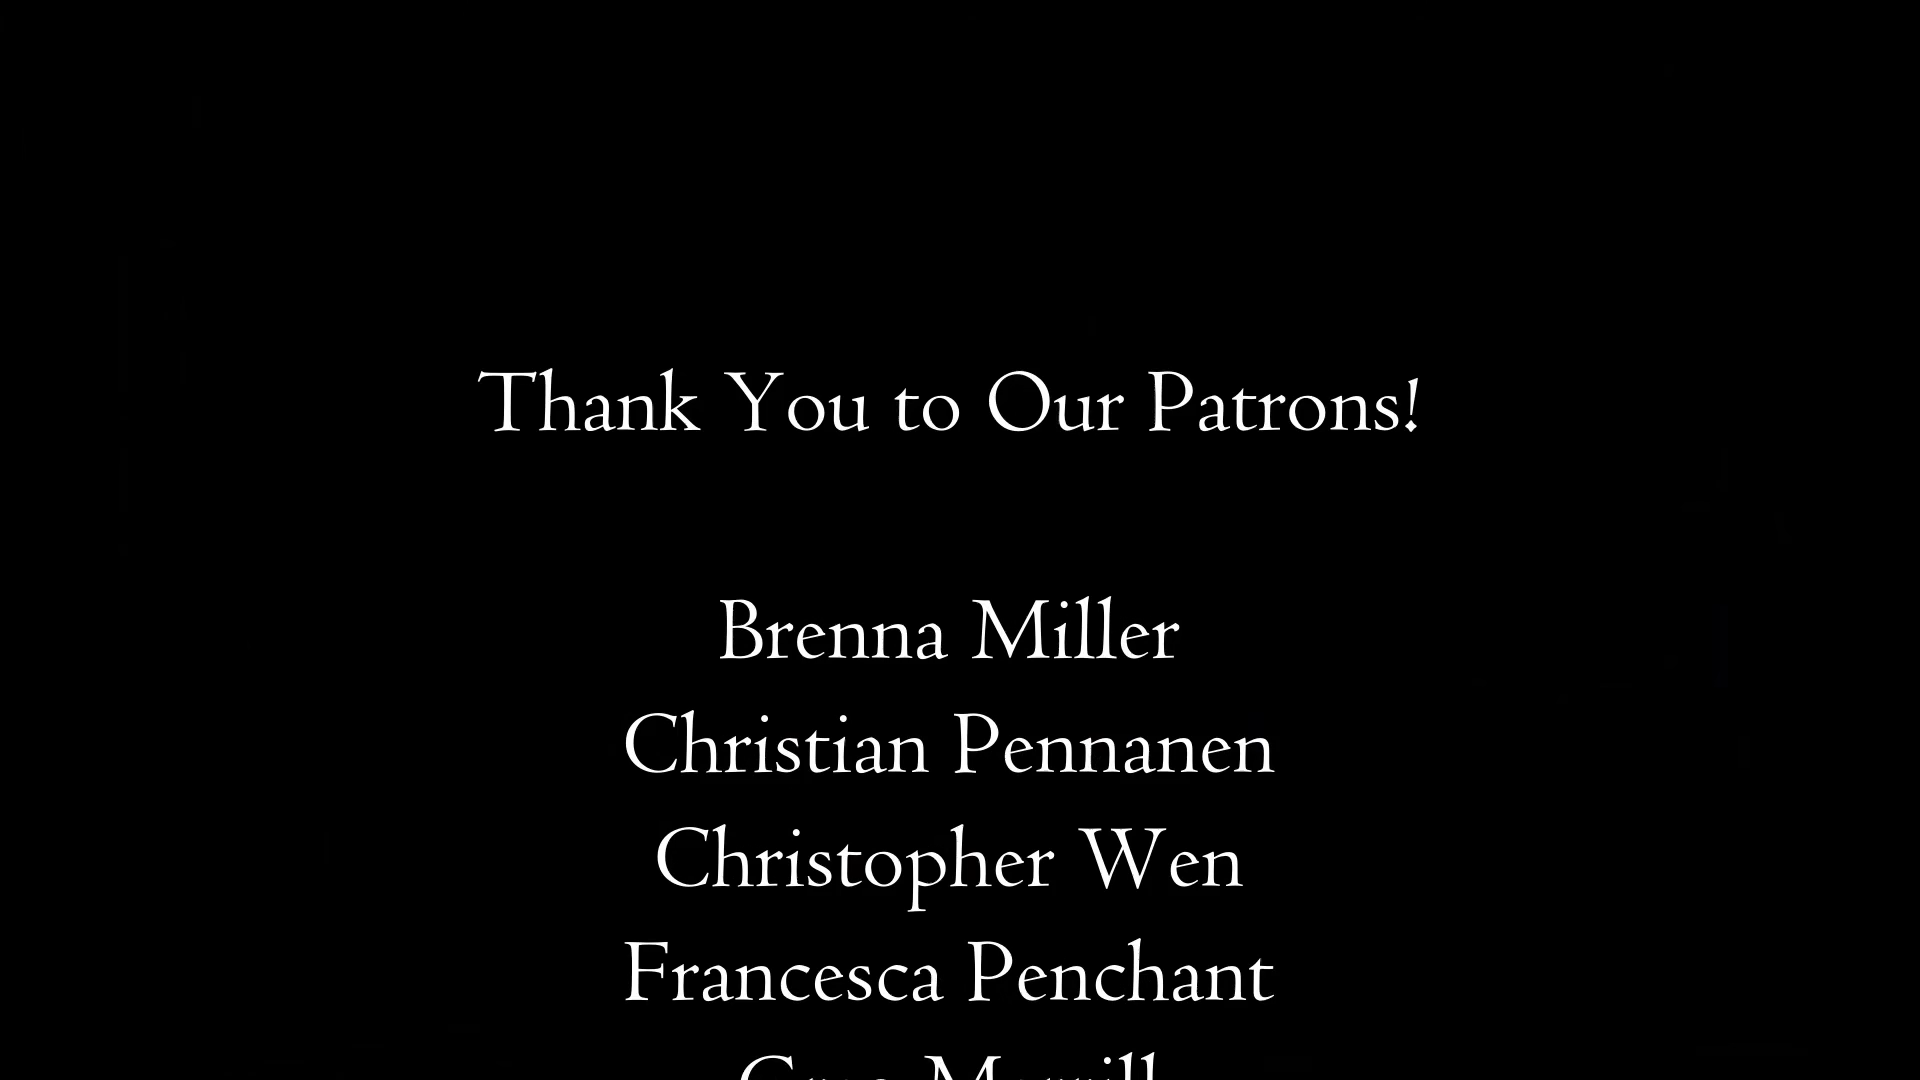 Thank You to Our Patrons!
Brenna Miller
Christian Pennanen
Christopher Wen
Francesca Penchant